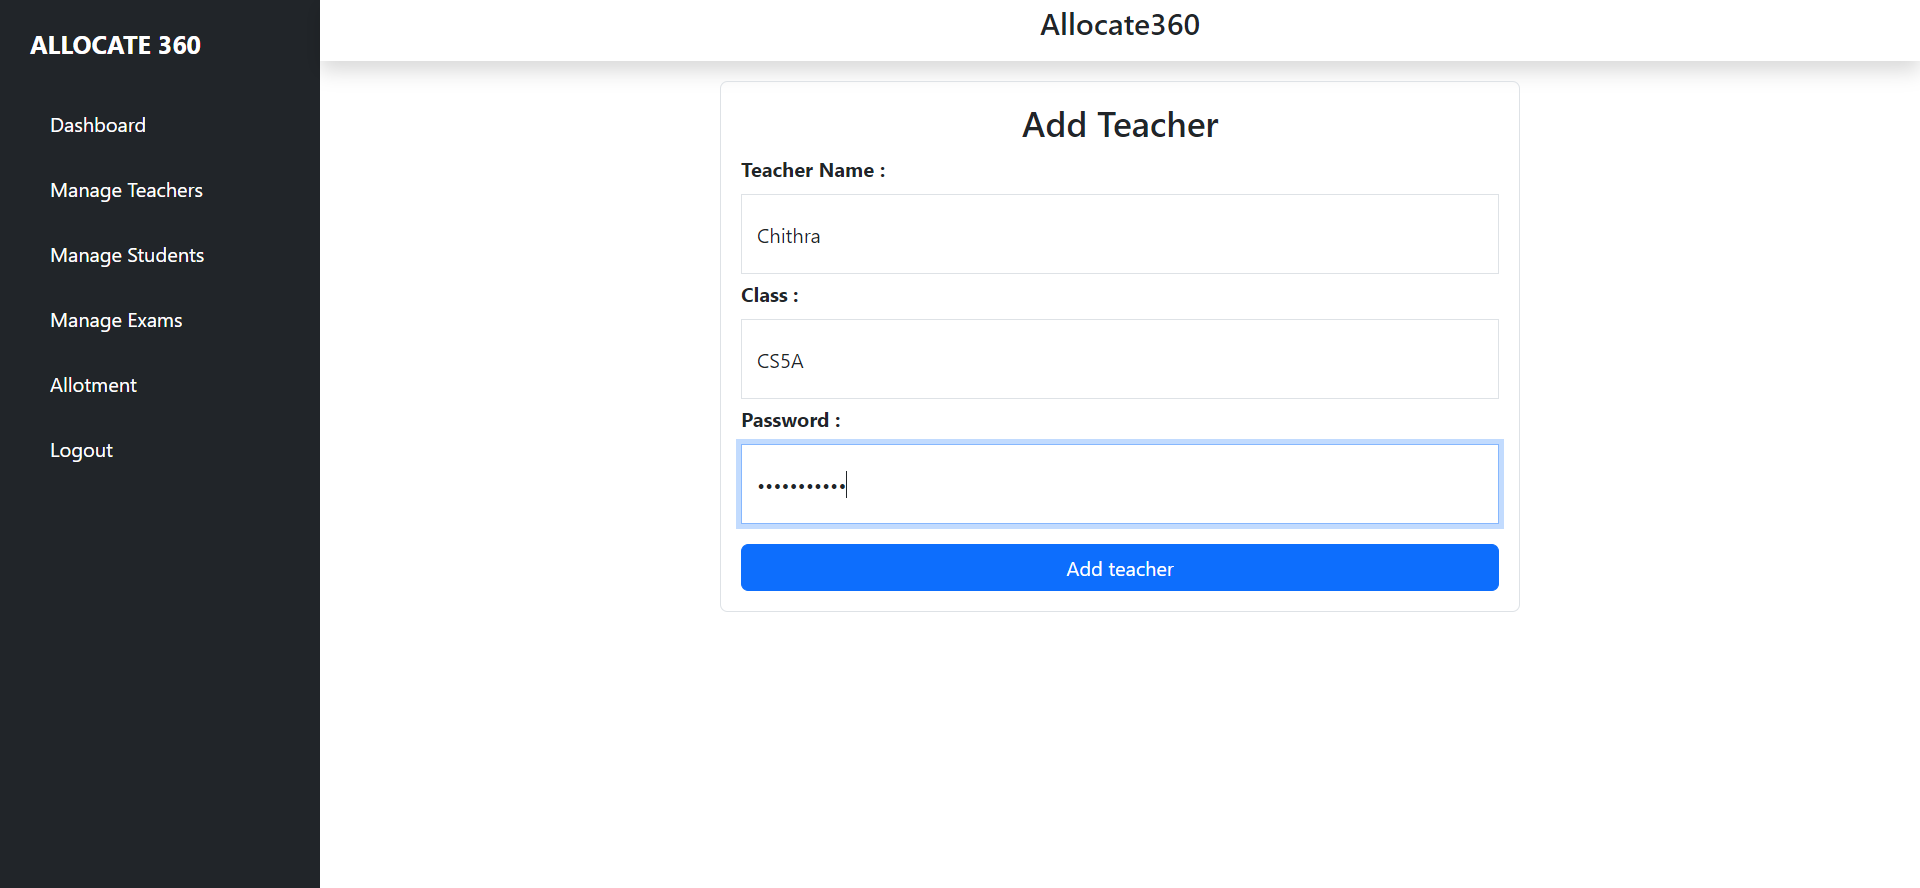 ALLOCATE 360
Dashboard
Manage Teachers
Manage Students
Manage Exams
Allotment
Logout
Allocate360
Add Teacher
Teacher Name :
Chithra
Class :
CS5A
Password :
•••••••••••
Add teacher